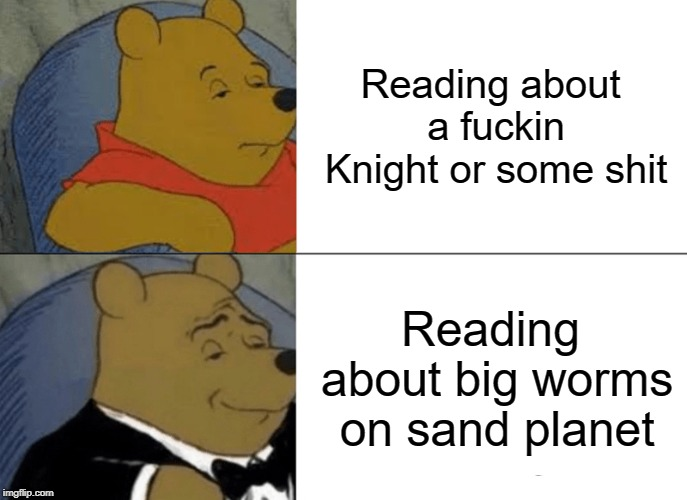 Reading about
a fuckin
Knight or some shit
Reading
about big worms
on sand planet
imgflip.com